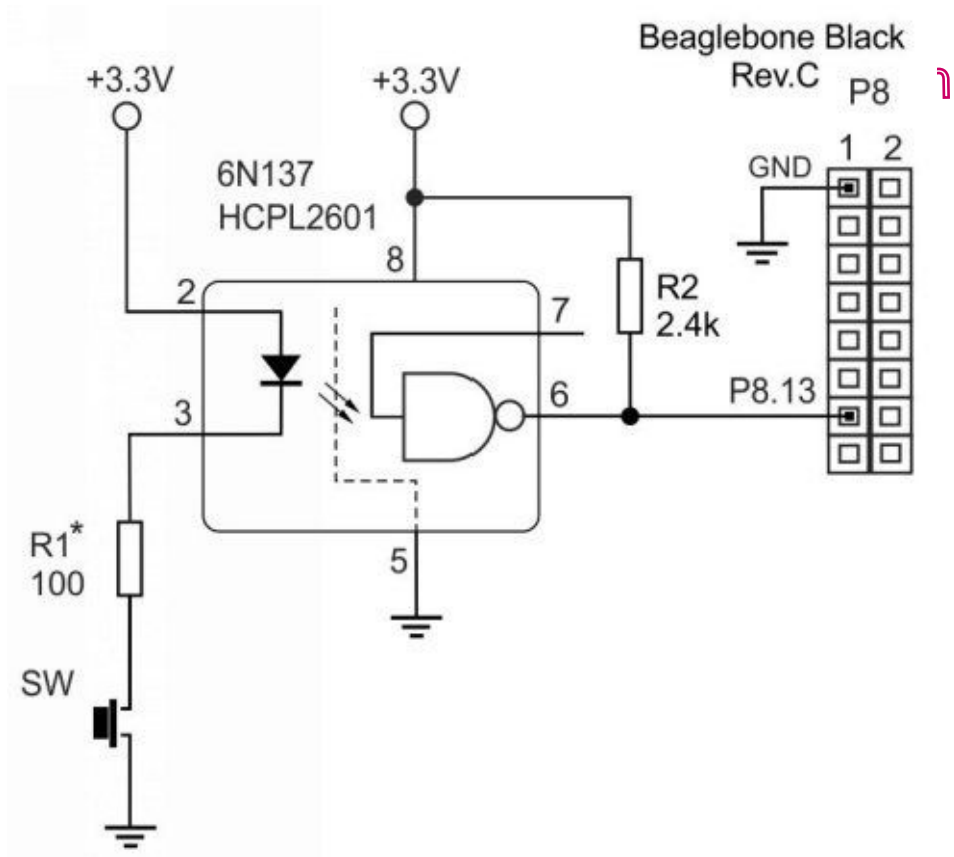 Beaglebone Black
Rev.C
P8
+3.3V
+3.3V
1 2
GND
6N137
HCPL2601
8
2
7
R2
2.4k
P8.13
6
3
R1*
100
5
SW